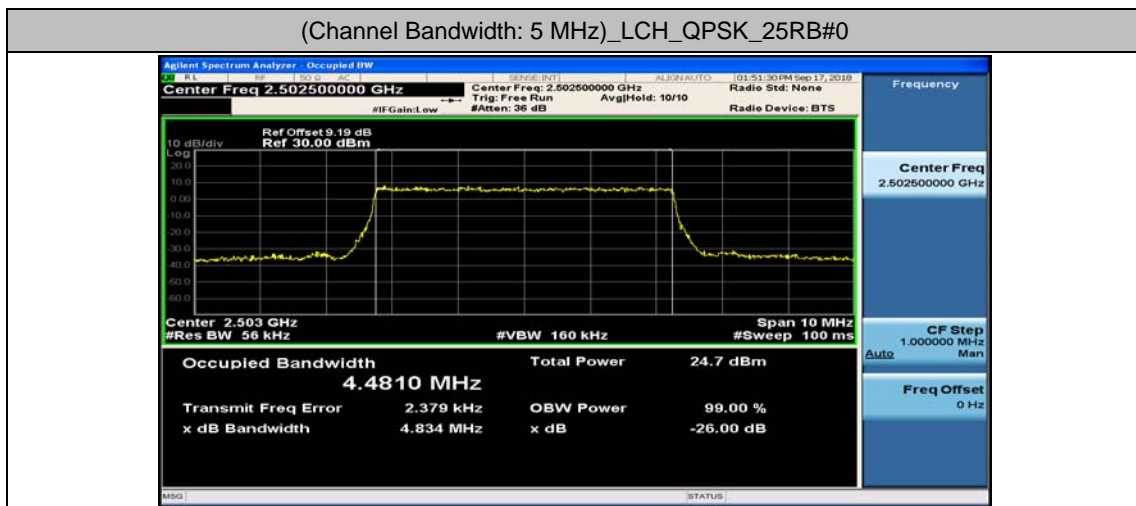 (Channel Bandwidth: 5 MHz)_LCH_QPSK_25RB#0
Agilent Spectrum Analyzer - Occupied BW
RL RF 50 Ω AC SENSE:INT ALIGN AUTO 01:51:30 PM Sep 17, 2018
Center Freq 2.502500000 GHz
Center Freq: 2.502500000 GHz
Radio Std: None
Trig: Free Run Avg|Hold: 10/10
#IFGain:Low #Atten: 36 dB Radio Device: BTS
Ref Offset 9.19 dB
10 dB/div Ref 30.00 dBm
Log
20.0
10.0
0.00
-10.0
-20.0
-30.0
-40.0
-50.0
-60.0
Center 2.503 GHz Span 10 MHz
#Res BW 56 kHz #VBW 160 kHz #Sweep 100 ms
Occupied Bandwidth Total Power 24.7 dBm
4.4810 MHz
Transmit Freq Error 2.379 kHz OBW Power 99.00 %
x dB Bandwidth 4.834 MHz x dB -26.00 dB
Frequency
Center Freq
2.502500000 GHz
CF Step
1.000000 MHz
Auto Man
Freq Offset
0 Hz
MSG STATUS